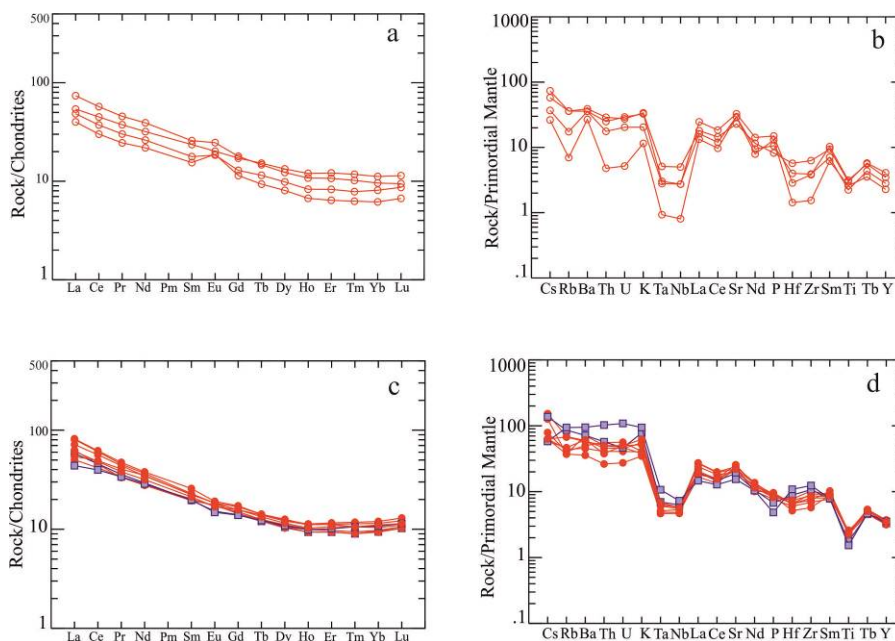 500
a
100
10
1
Rock/Chondrites
La Ce Pr Nd Pm Sm Eu Gd Tb Dy Ho Er Tm Yb Lu
1000
b
100
10
1
.1
Rock/Primordial Mantle
Cs Rb Ba Th U K Ta Nb La Ce Sr Nd P Hf Zr Sm Ti Tb Y
500
c
100
10
1
Rock/Chondrites
La Ce Pr Nd Pm Sm Eu Gd Tb Dy Ho Er Tm Yb Lu
1000
d
100
10
1
.1
Rock/Primordial Mantle
Cs Rb Ba Th U K Ta Nb La Ce Sr Nd P Hf Zr Sm Ti Tb Y